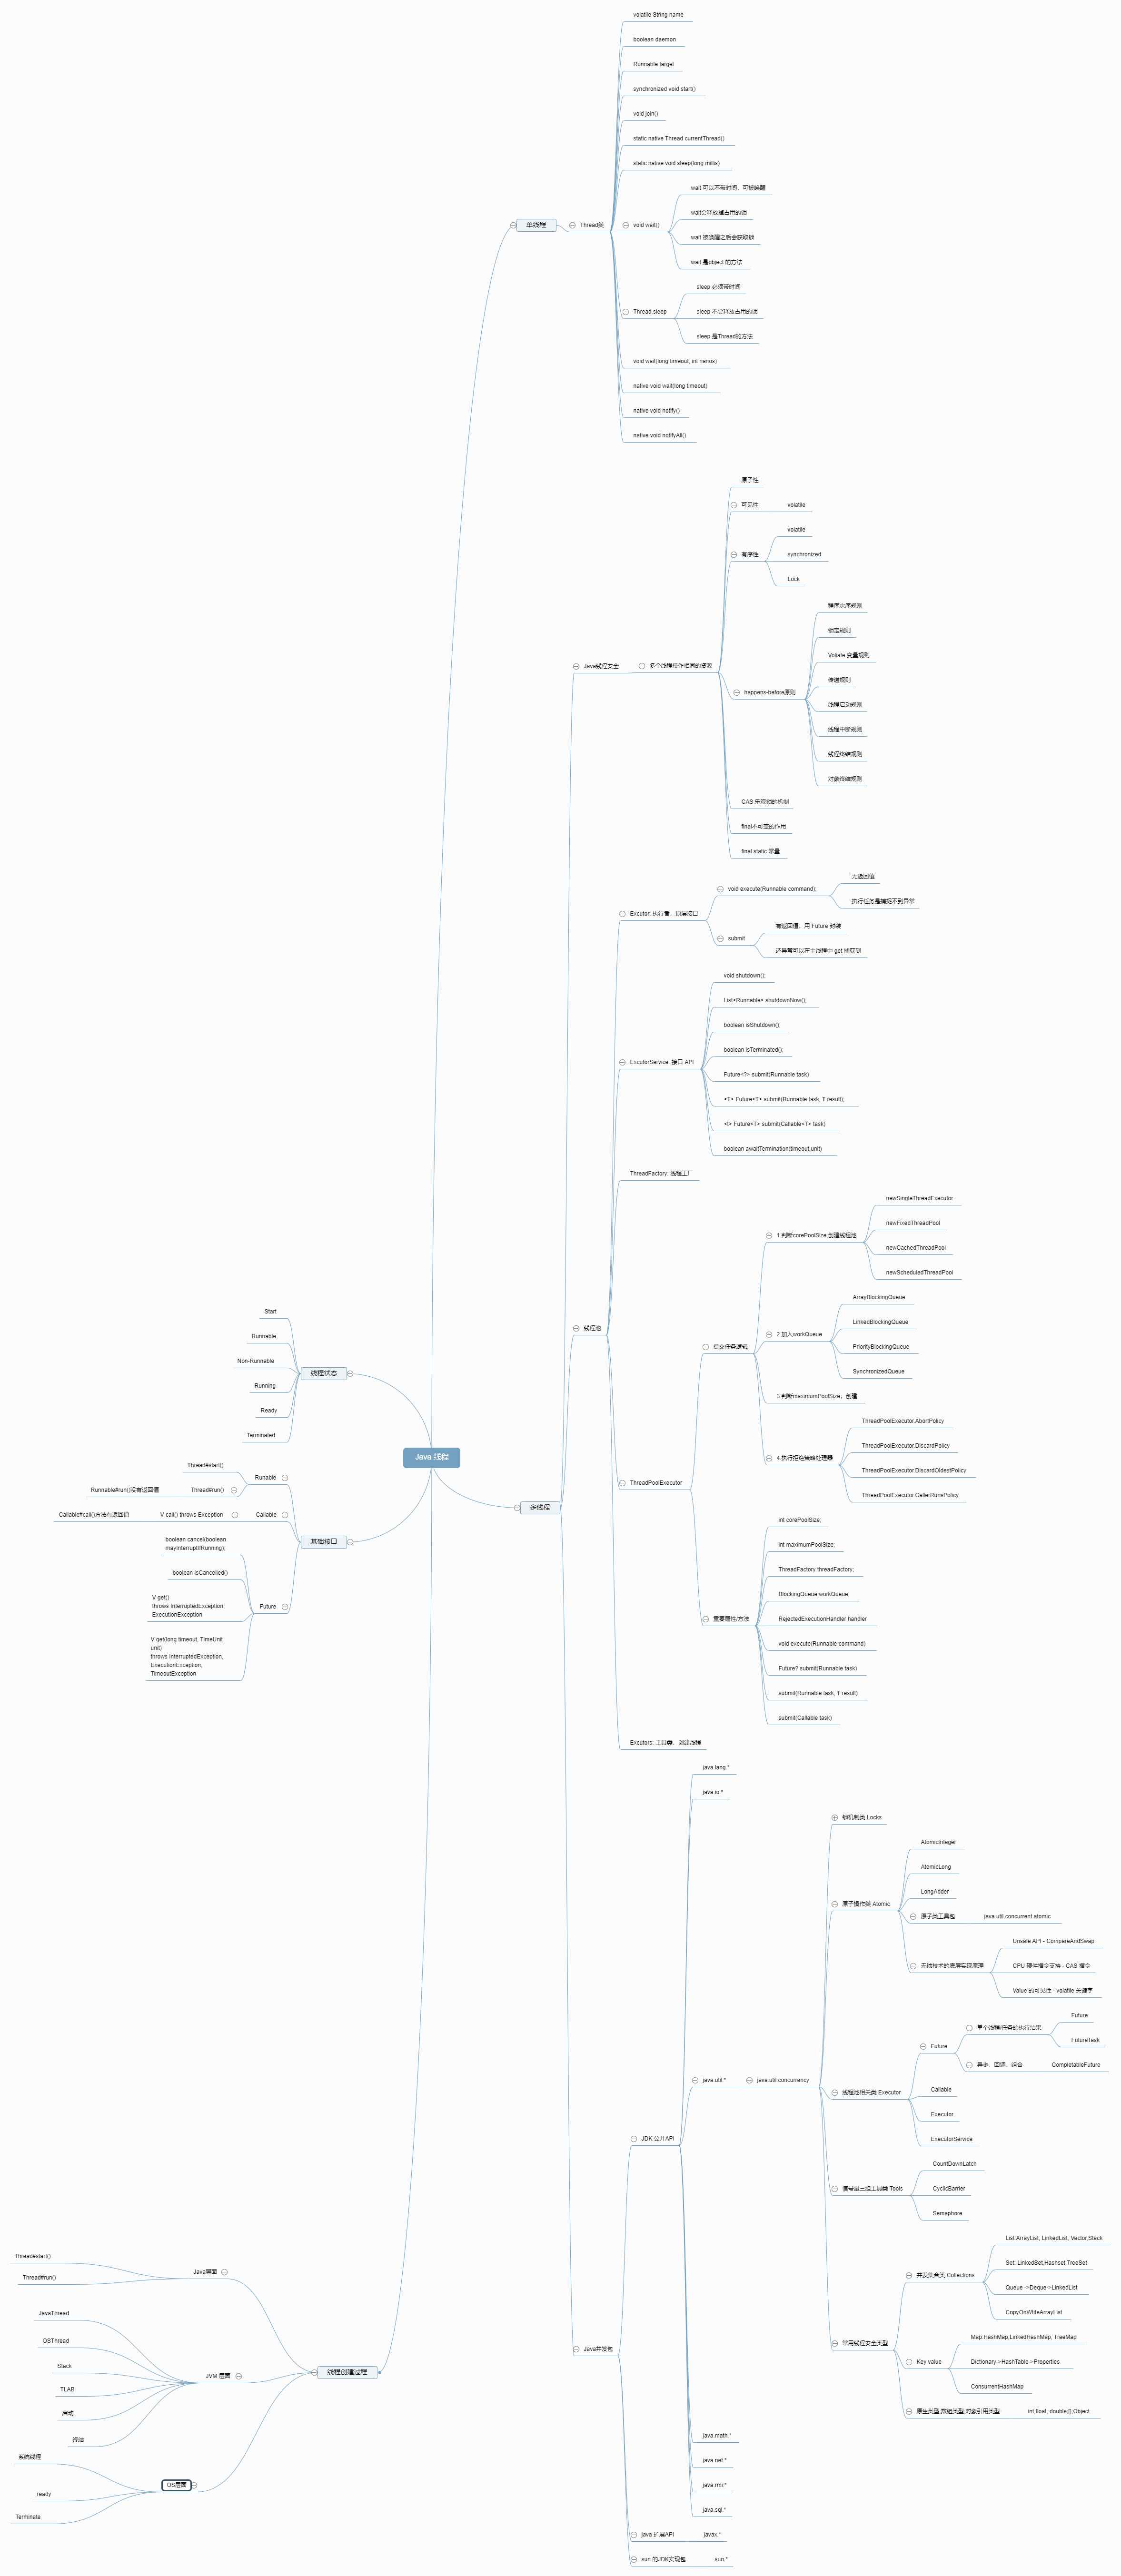 Java 线程
单线程
Thread类
volatile String name
boolean daemon
Runnable target
synchronized void start()
void join()
static native Thread currentThread()
static native void sleep(long millis)
void wait()
wait 可以不带时间，可被唤醒
wait会释放掉占用的锁
wait 被唤醒之后会获取锁
wait 是object 的方法
Thread sleep
sleep 必须带时间
sleep 不会释放占用的锁
sleep 是Thread的方法
void wait(long timeout, int nanos)
native void wait(long timeout)
native void notify()
native void notifyAll()
多线程
Java线程安全
多个线程操作相同的资源
原子性
可见性
volatile
有序性
volatile
synchronized
Lock
happens-before原则
程序次序规则
锁定规则
Voliate 变量规则
传递规则
线程启动规则
线程中断规则
线程终结规则
对象终结规则
CAS 乐观锁的机制
final不可变的作用
final static 常量
线程池
Excutor: 执行者，顶层接口
void execute(Runnable command);
无返回值
执行任务是捕捉不到异常
submit
有返回值，用 Future 封装
还异常可以在主线程中 get 捕获到
ExcutorService: 接口 API
void shutdown();
List<Runnable> shutdownNow();
boolean isShutdown();
boolean isTerminated();
Future<?> submit(Runnable task)
<T> Future<T> submit(Runnable task, T result);
<t> Future<T> submit(Callable<T> task)
boolean awaitTermination(timeout,unit)
ThreadFactory: 线程工厂
ThreadPoolExecutor
提交任务逻辑
1.判断corePoolSize,创建线程池
newSingleThreadExecutor
newFixedThreadPool
newCachedThreadPool
newScheduledThreadPool
2.加入workQueue
ArrayBlockingQueue
LinkedBlockingQueue
PriorityBlockingQueue
SynchronizedQueue
3.判断maximumPoolSize，创建
4.执行拒绝策略处理器
ThreadPoolExecutor.AbortPolicy
ThreadPoolExecutor.DiscardPolicy
ThreadPoolExecutor.DiscardOldestPolicy
ThreadPoolExecutor.CallerRunsPolicy
重要属性/方法
int corePoolSize;
int maximumPoolSize;
ThreadFactory threadFactory;
BlockingQueue workQueue;
RejectedExecutionHandler handler
void execute(Runnable command)
Future? submit(Runnable task)
submit(Runnable task, T result)
submit(Callable task)
Excutors: 工具类，创建线程
Java并发包
JDK 公开API
java.lang.*
java.io.*
java.util.*
java.util.concurrency
锁机制类 Locks
原子操作类 Atomic
AtomicInteger
AtomicLong
LongAdder
原子类工具包
java.util.concurrent.atomic
无锁技术的底层实现原理
Unsafe API - CompareAndSwap
CPU 硬件指令支持 - CAS 指令
Value 的可见性 - volatile 关键字
线程池相关类 Executor
Future
单个线程/任务的执行结果
Future
FutureTask
异步、回调、组合
CompletableFuture
Callable
Executor
ExecutorService
信号量三组工具类 Tools
CountDownLatch
CyclicBarrier
Semaphore
常用线程安全类型
并发集合类 Collections
List:ArrayList, LinkedList, Vector,Stack
Set: LinkedSet,Hashset,TreeSet
Queue ->Deque->LinkedList
CopyOnWtiteArrayList
Key value
Map:HashMap,LinkedHashMap, TreeMap
Dictionary->HashTable->Properties
ConsurrentHashMap
原生类型;数组类型;对象引用类型
int,float, double;[];Object
java.math.*
java.net.*
java.rmi.*
java.sql.*
java 扩展API
javax.*
sun 的JDK实现包
sun.*
线程状态
Start
Runnable
Non-Runnable
Running
Ready
Terminated
基础接口
Runable
Thread#start()
Thread#run()
Runnable#run()没有返回值
Callable
V call() throws Exception
Callable#call()方法有返回值
Future
boolean cancel(boolean
mayInterruptIfRunning);
boolean isCancelled()
V get()
throws InterruptedException,
ExecutionException
V get(long timeout, TimeUnit
unit)
throws InterruptedException,
ExecutionException,
TimeoutException
线程创建过程
Java层面
Thread#start()
Thread#run()
JVM 层面
JavaThread
OSThread
Stack
TLAB
启动
终结
OS层面
系统线程
ready
Terminate